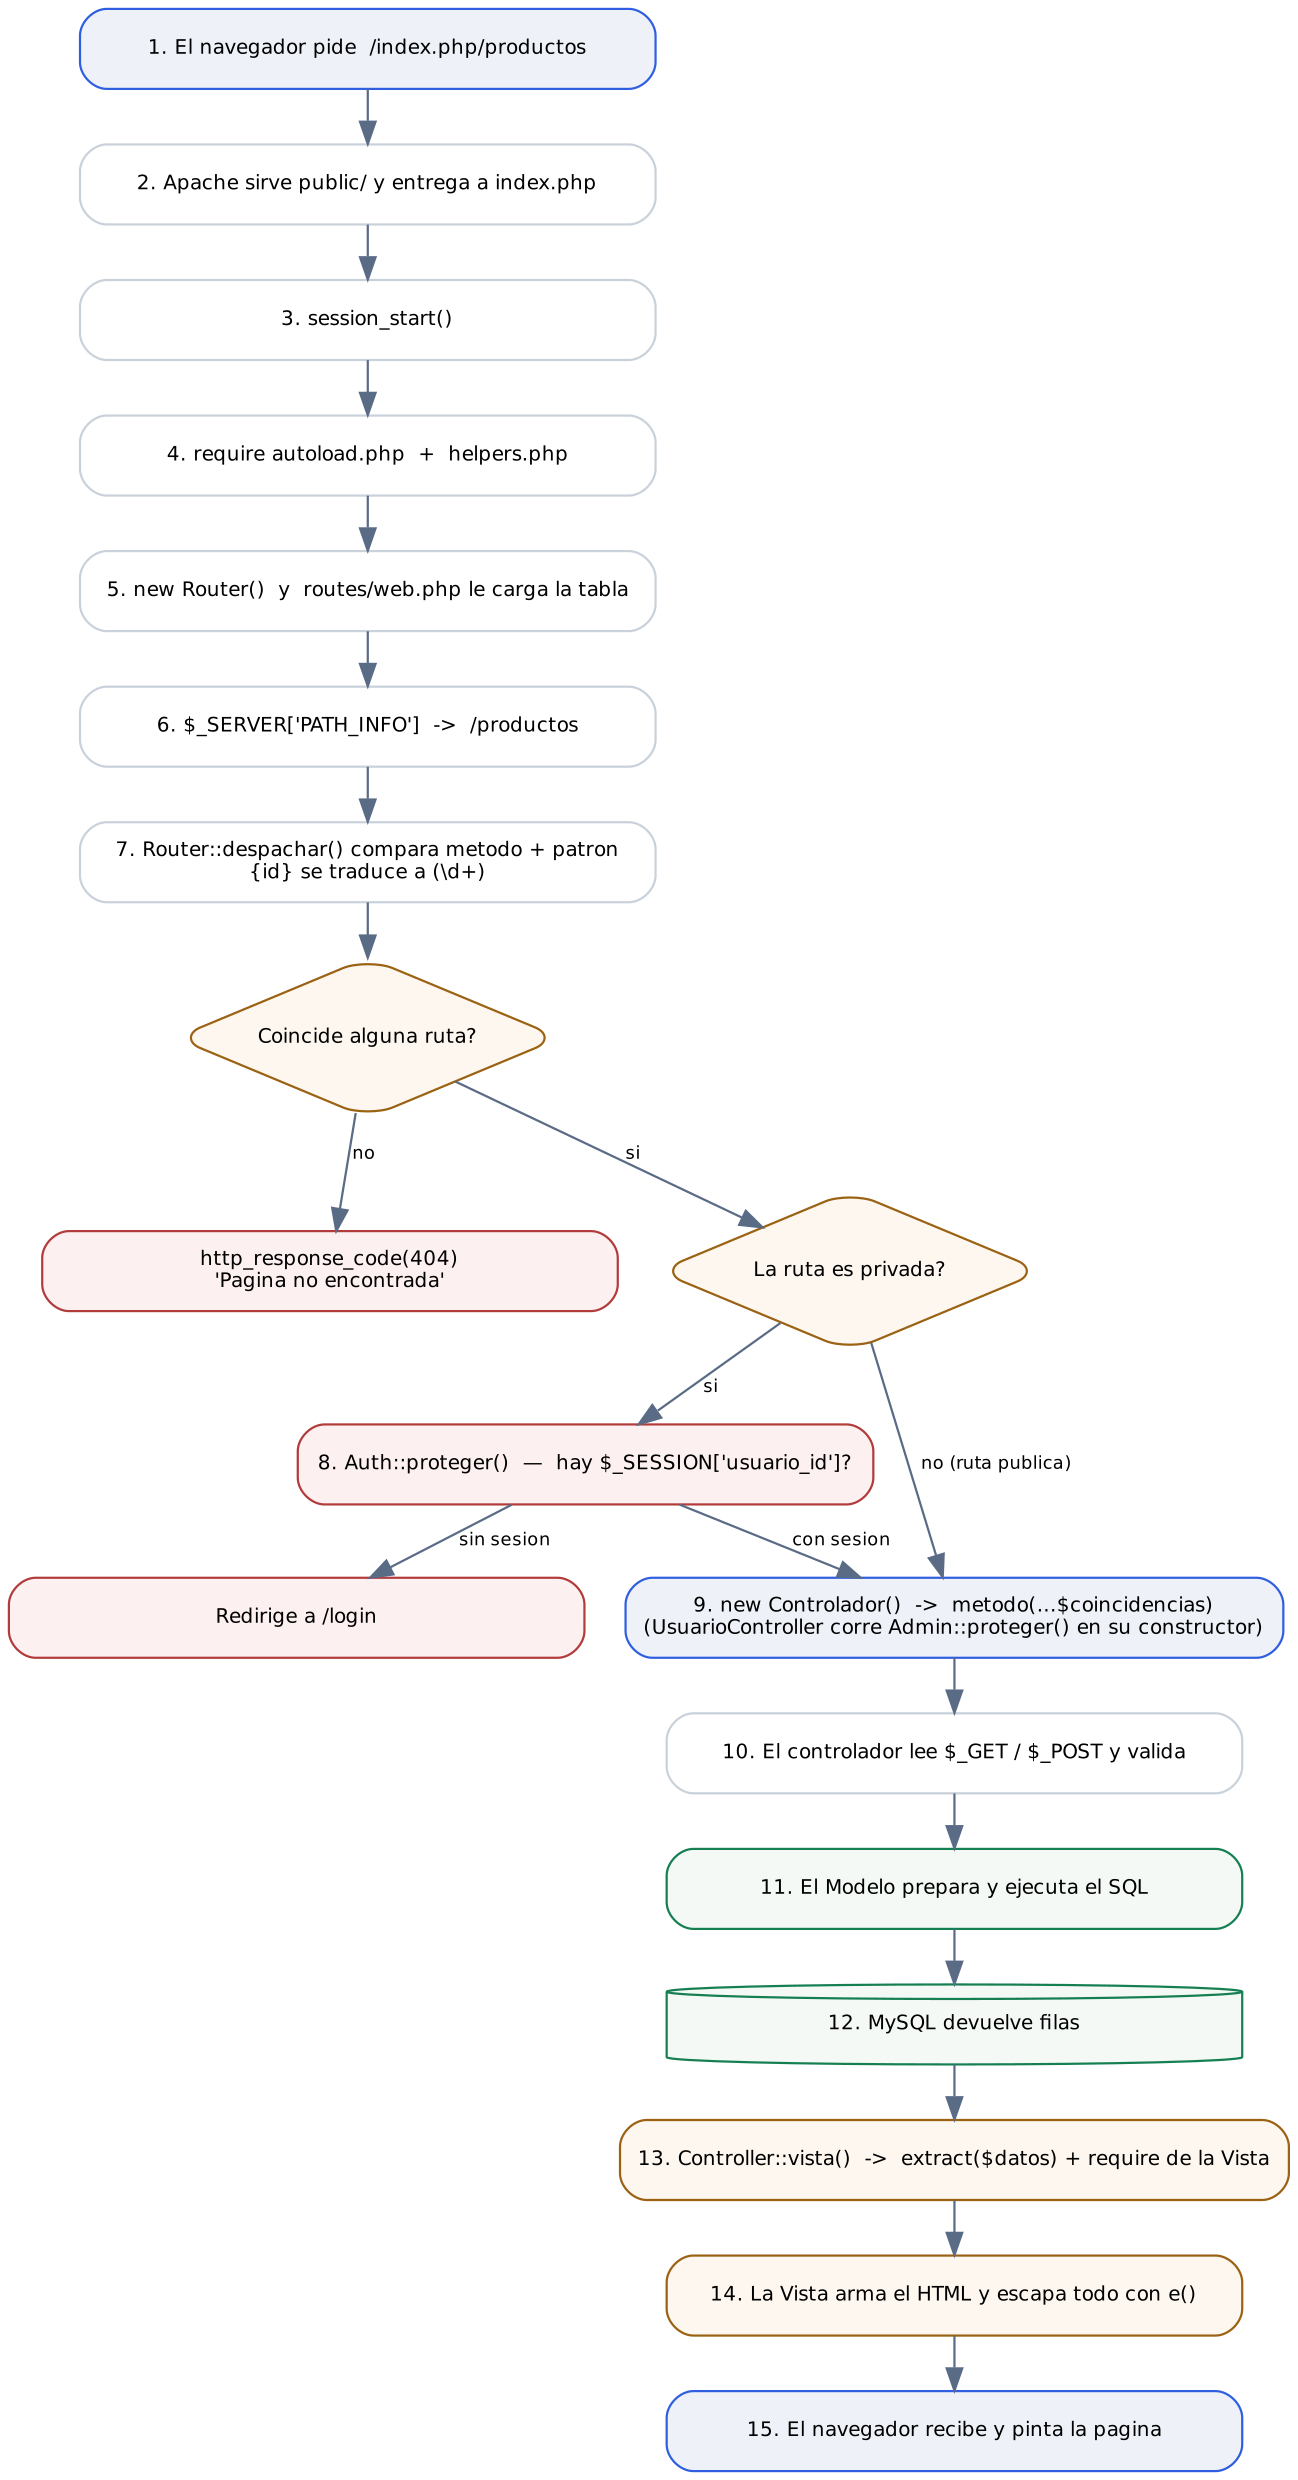 1. El navegador pide  /index.php/productos
2. Apache sirve public/ y entrega a index.php
3. session_start()
4. require autoload.php  +  helpers.php
5. new Router()  y  routes/web.php le carga la tabla
6. $_SERVER['PATH_INFO']  ->  /productos
7. Router::despachar() compara metodo + patron
{id} se traduce a (\d+)
Coincide alguna ruta?
no
si
http_response_code(404)
'Pagina no encontrada'
La ruta es privada?
si
no (ruta publica)
8. Auth::proteger()  —  hay $_SESSION['usuario_id']?
sin sesion
con sesion
Redirige a /login
9. new Controlador()  ->  metodo(...$coincidencias)
(UsuarioController corre Admin::proteger() en su constructor)
10. El controlador lee $_GET / $_POST y valida
11. El Modelo prepara y ejecuta el SQL
12. MySQL devuelve filas
13. Controller::vista()  ->  extract($datos) + require de la Vista
14. La Vista arma el HTML y escapa todo con e()
15. El navegador recibe y pinta la pagina